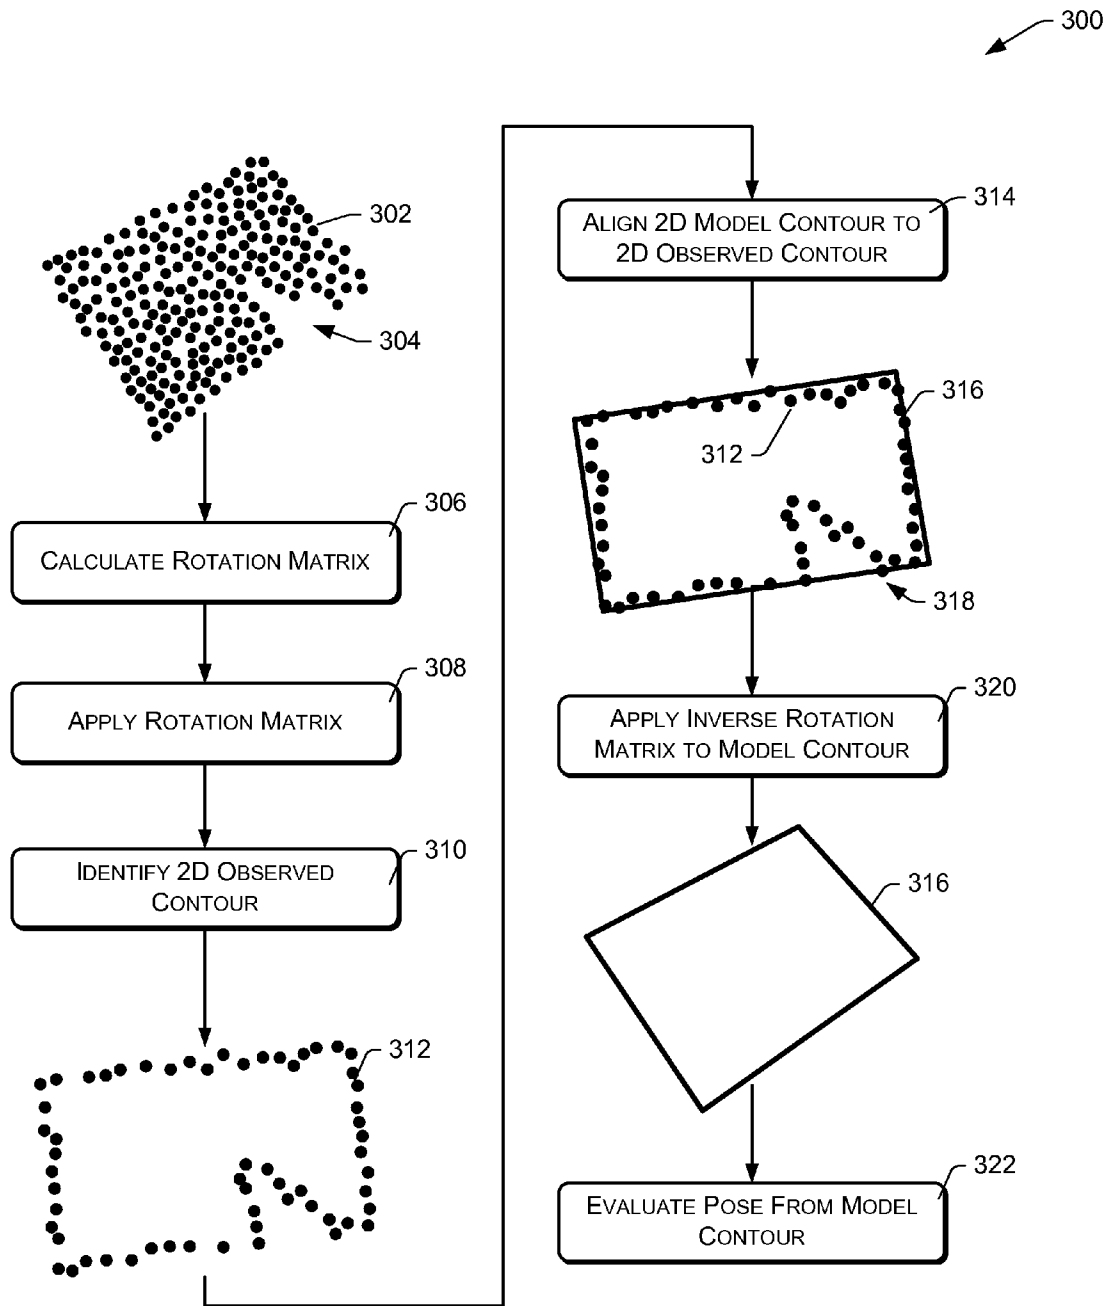 300
302
304
306
CALCULATE ROTATION MATRIX
308
APPLY ROTATION MATRIX
310
IDENTIFY 2D OBSERVED
CONTOUR
312
314
ALIGN 2D MODEL CONTOUR TO
2D OBSERVED CONTOUR
316
312
318
320
APPLY INVERSE ROTATION
MATRIX TO MODEL CONTOUR
316
322
EVALUATE POSE FROM MODEL
CONTOUR